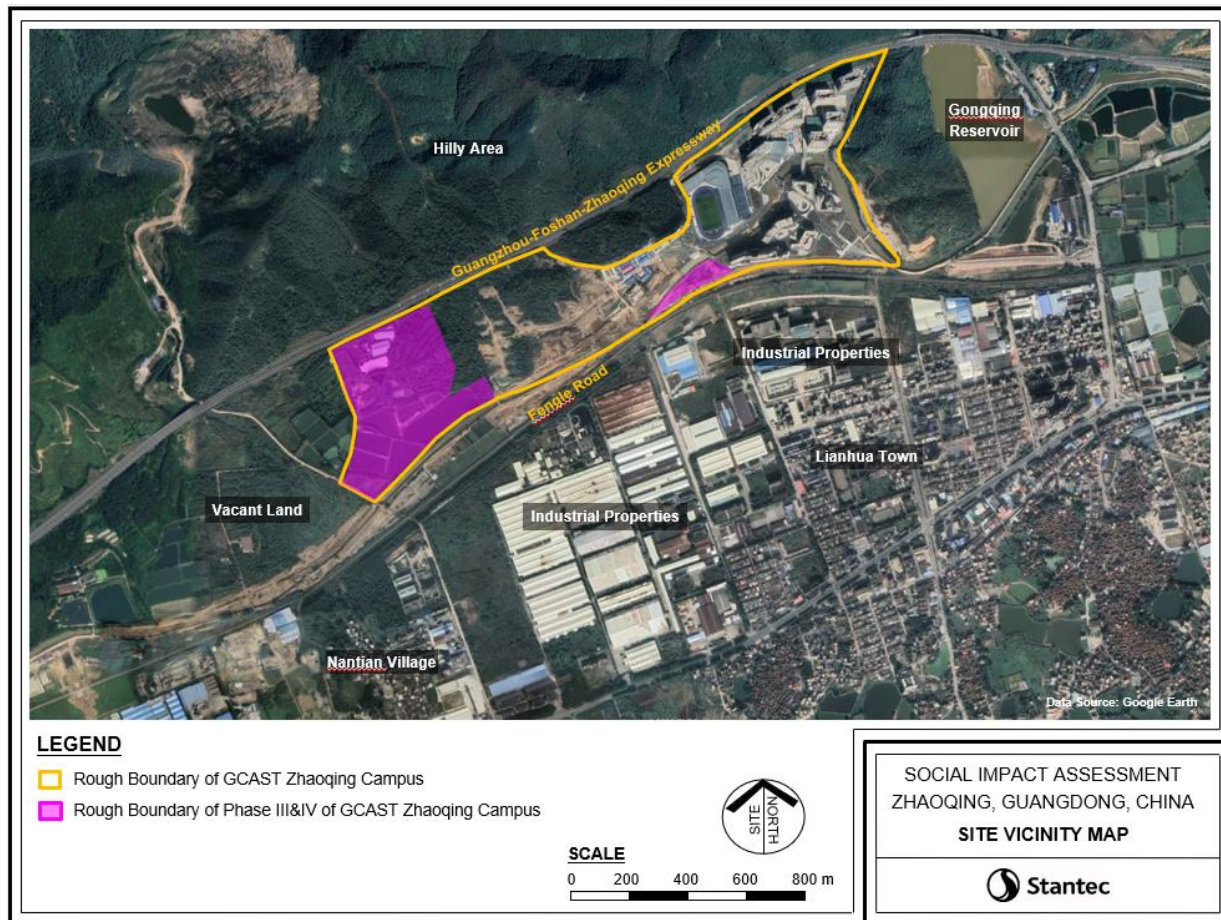 Hilly Area
Gongqing
Reservoir
Guangzhou-Foshan-Zhaoqing Expressway
Industrial Properties
Fengle Road
Lianhua Town
Vacant Land
Industrial Properties
Nantian Village
Data Source: Google Earth
LEGEND
Rough Boundary of GCAST Zhaoqing Campus
Rough Boundary of Phase III&IV of GCAST Zhaoqing Campus
SITE
NORTH
SCALE
0 200 400 600 800 m
SOCIAL IMPACT ASSESSMENT
ZHAOQING, GUANGDONG, CHINA
SITE VICINITY MAP
Stantec